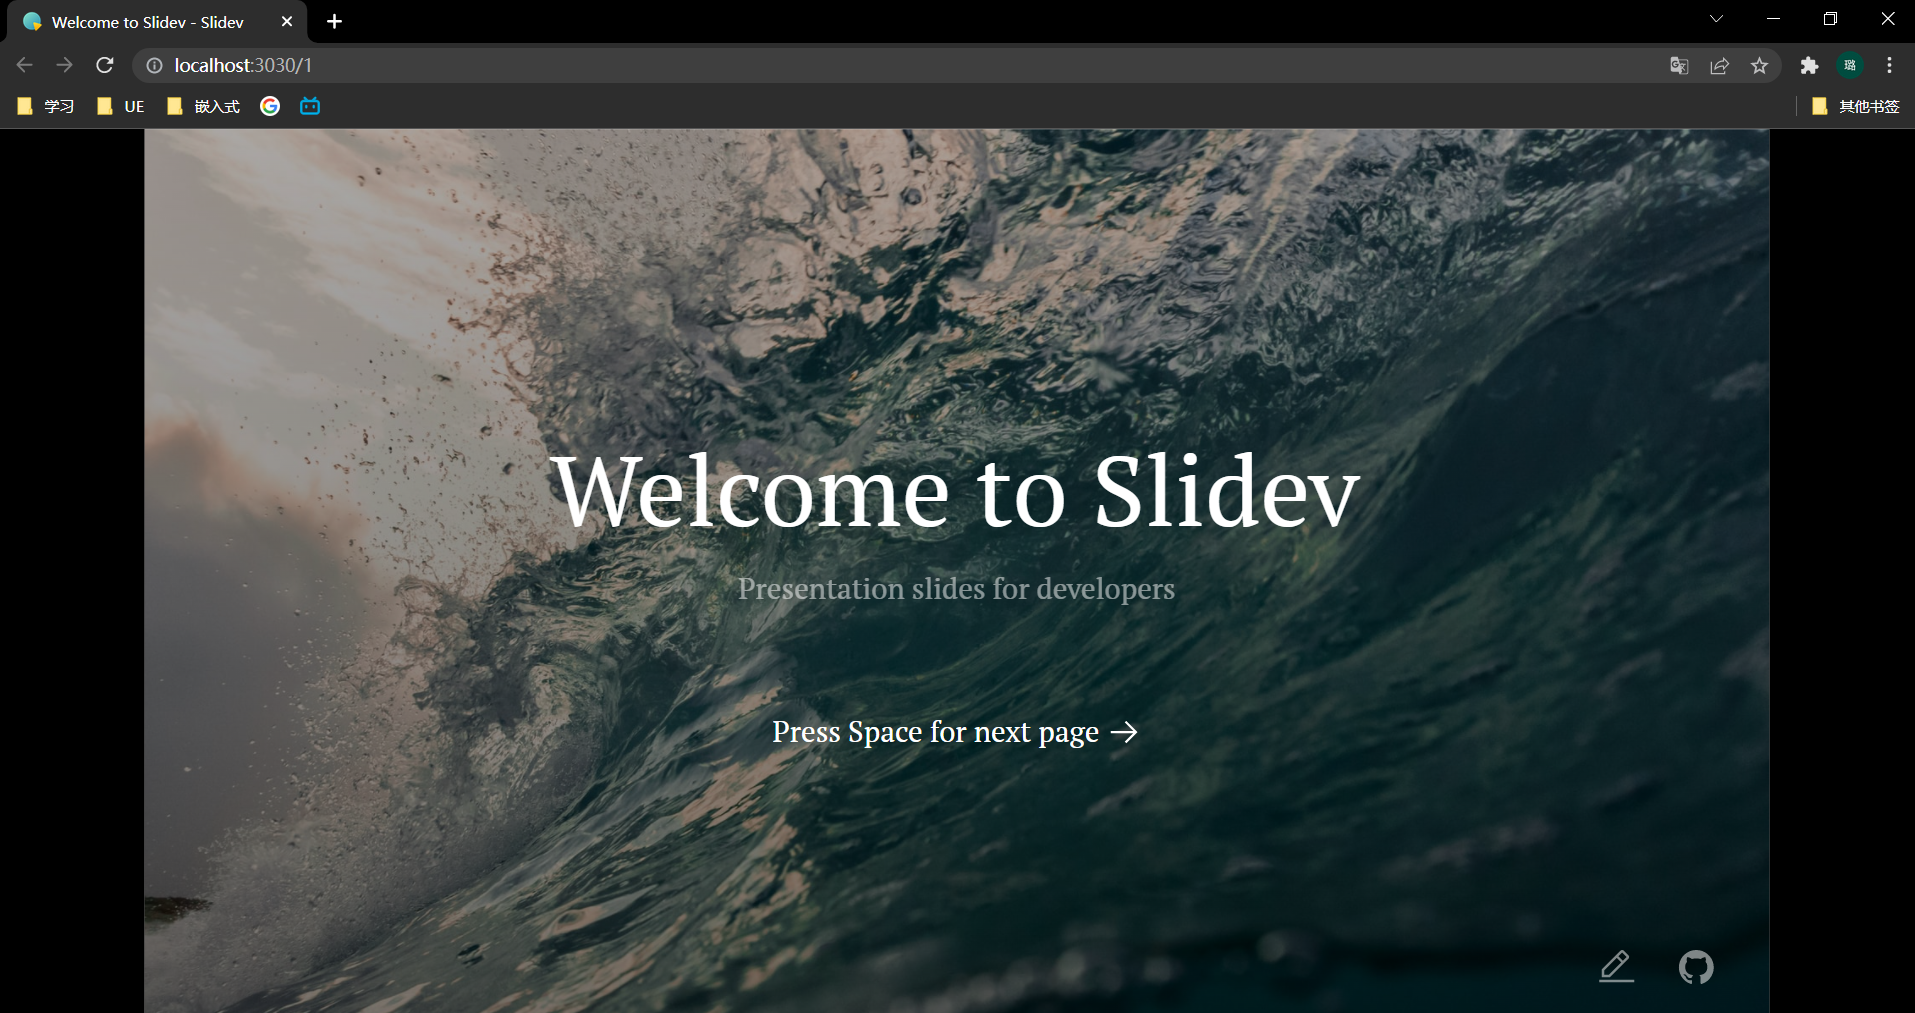 Welcome to Slidev - Slidev
localhost:3030/1
璐
学习 UE 嵌入式 其他书签
Welcome to Slidev
Presentation slides for developers
Press Space for next page →